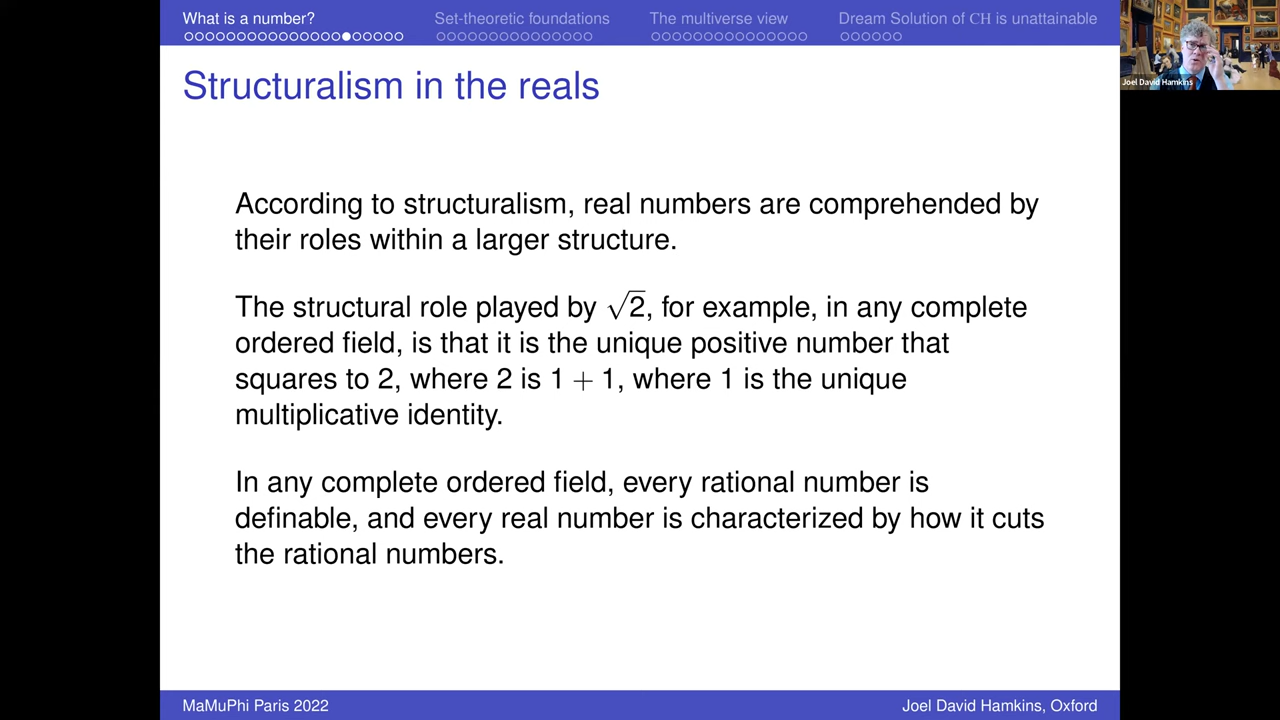 What is a number?
Set-theoretic foundations
The multiverse view
Dream Solution of CH is unattainable
Joel David Hamkins
Structuralism in the reals
According to structuralism, real numbers are comprehended by
their roles within a larger structure.
The structural role played by √2, for example, in any complete
ordered field, is that it is the unique positive number that
squares to 2, where 2 is 1 + 1, where 1 is the unique
multiplicative identity.
In any complete ordered field, every rational number is
definable, and every real number is characterized by how it cuts
the rational numbers.
MaMuPhi Paris 2022
Joel David Hamkins, Oxford